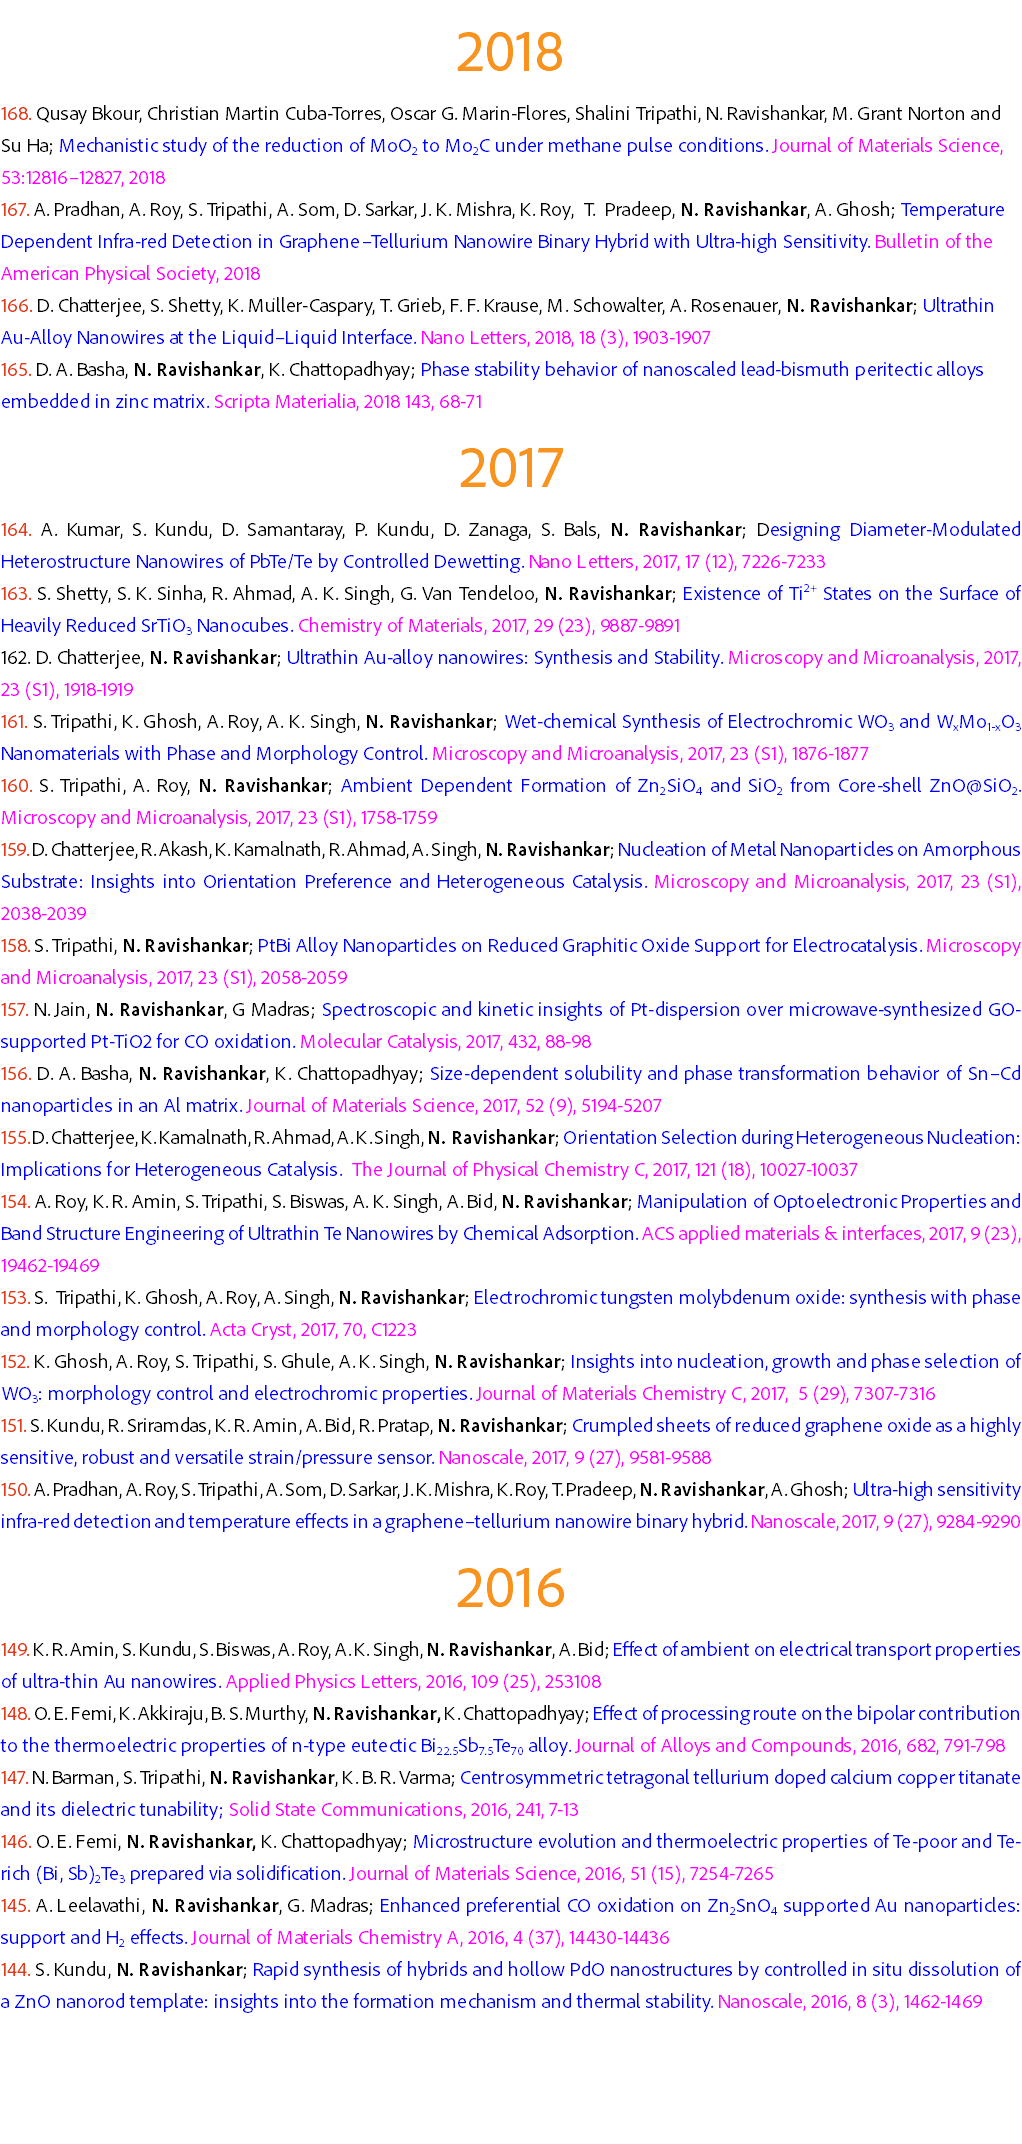 2018
168. Qusay Bkour, Christian Martin Cuba-Torres, Oscar G. Marin-Flores, Shalini Tripathi, N. Ravishankar, M. Grant Norton and
Su Ha; Mechanistic study of the reduction of MoO₂ to Mo₂C under methane pulse conditions. Journal of Materials Science,
53:12816–12827, 2018
167. A. Pradhan, A. Roy, S. Tripathi, A. Som, D. Sarkar, J. K. Mishra, K. Roy, T. Pradeep, N. Ravishankar, A. Ghosh; Temperature
Dependent Infra-red Detection in Graphene–Tellurium Nanowire Binary Hybrid with Ultra-high Sensitivity. Bulletin of the
American Physical Society, 2018
166. D. Chatterjee, S. Shetty, K. Muller-Caspary, T. Grieb, F. F. Krause, M. Schowalter, A. Rosenauer, N. Ravishankar; Ultrathin
Au-Alloy Nanowires at the Liquid–Liquid Interface. Nano Letters, 2018, 18 (3), 1903-1907
165. D. A. Basha, N. Ravishankar, K. Chattopadhyay; Phase stability behavior of nanoscaled lead-bismuth peritectic alloys
embedded in zinc matrix. Scripta Materialia, 2018 143, 68-71
2017
164. A. Kumar, S. Kundu, D. Samantaray, P. Kundu, D. Zanaga, S. Bals, N. Ravishankar; Designing Diameter-Modulated
Heterostructure Nanowires of PbTe/Te by Controlled Dewetting. Nano Letters, 2017, 17 (12), 7226-7233
163. S. Shetty, S. K. Sinha, R. Ahmad, A. K. Singh, G. Van Tendeloo, N. Ravishankar; Existence of Ti²⁺ States on the Surface of
Heavily Reduced SrTiO₃ Nanocubes. Chemistry of Materials, 2017, 29 (23), 9887-9891
162. D. Chatterjee, N. Ravishankar; Ultrathin Au-alloy nanowires: Synthesis and Stability. Microscopy and Microanalysis, 2017,
23 (S1), 1918-1919
161. S. Tripathi, K. Ghosh, A. Roy, A. K. Singh, N. Ravishankar; Wet-chemical Synthesis of Electrochromic WO₃ and WₓMo₁₋ₓO₃
Nanomaterials with Phase and Morphology Control. Microscopy and Microanalysis, 2017, 23 (S1), 1876-1877
160. S. Tripathi, A. Roy, N. Ravishankar; Ambient Dependent Formation of Zn₂SiO₄ and SiO₂ from Core-shell ZnO@SiO₂.
Microscopy and Microanalysis, 2017, 23 (S1), 1758-1759
159. D. Chatterjee, R. Akash, K. Kamalnath, R. Ahmad, A. Singh, N. Ravishankar; Nucleation of Metal Nanoparticles on Amorphous
Substrate: Insights into Orientation Preference and Heterogeneous Catalysis. Microscopy and Microanalysis, 2017, 23 (S1),
2038-2039
158. S. Tripathi, N. Ravishankar; PtBi Alloy Nanoparticles on Reduced Graphitic Oxide Support for Electrocatalysis. Microscopy
and Microanalysis, 2017, 23 (S1), 2058-2059
157. N. Jain, N. Ravishankar, G Madras; Spectroscopic and kinetic insights of Pt-dispersion over microwave-synthesized GO-
supported Pt-TiO2 for CO oxidation. Molecular Catalysis, 2017, 432, 88-98
156. D. A. Basha, N. Ravishankar, K. Chattopadhyay; Size-dependent solubility and phase transformation behavior of Sn–Cd
nanoparticles in an Al matrix. Journal of Materials Science, 2017, 52 (9), 5194-5207
155. D. Chatterjee, K. Kamalnath, R. Ahmad, A. K. Singh, N. Ravishankar; Orientation Selection during Heterogeneous Nucleation:
Implications for Heterogeneous Catalysis. The Journal of Physical Chemistry C, 2017, 121 (18), 10027-10037
154. A. Roy, K. R. Amin, S. Tripathi, S. Biswas, A. K. Singh, A. Bid, N. Ravishankar; Manipulation of Optoelectronic Properties and
Band Structure Engineering of Ultrathin Te Nanowires by Chemical Adsorption. ACS applied materials & interfaces, 2017, 9 (23),
19462-19469
153. S. Tripathi, K. Ghosh, A. Roy, A. Singh, N. Ravishankar; Electrochromic tungsten molybdenum oxide: synthesis with phase
and morphology control. Acta Cryst, 2017, 70, C1223
152. K. Ghosh, A. Roy, S. Tripathi, S. Ghule, A. K. Singh, N. Ravishankar; Insights into nucleation, growth and phase selection of
WO₃: morphology control and electrochromic properties. Journal of Materials Chemistry C, 2017, 5 (29), 7307-7316
151. S. Kundu, R. Sriramdas, K. R. Amin, A. Bid, R. Pratap, N. Ravishankar; Crumpled sheets of reduced graphene oxide as a highly
sensitive, robust and versatile strain/pressure sensor. Nanoscale, 2017, 9 (27), 9581-9588
150. A. Pradhan, A. Roy, S. Tripathi, A. Som, D. Sarkar, J. K. Mishra, K. Roy, T. Pradeep, N. Ravishankar, A. Ghosh; Ultra-high sensitivity
infra-red detection and temperature effects in a graphene–tellurium nanowire binary hybrid. Nanoscale, 2017, 9 (27), 9284-9290
2016
149. K. R. Amin, S. Kundu, S. Biswas, A. Roy, A. K. Singh, N. Ravishankar, A. Bid; Effect of ambient on electrical transport properties
of ultra-thin Au nanowires. Applied Physics Letters, 2016, 109 (25), 253108
148. O. E. Femi, K. Akkiraju, B. S. Murthy, N. Ravishankar, K. Chattopadhyay; Effect of processing route on the bipolar contribution
to the thermoelectric properties of n-type eutectic Bi₂₂.₅Sb₇.₅Te₇₀ alloy. Journal of Alloys and Compounds, 2016, 682, 791-798
147. N. Barman, S. Tripathi, N. Ravishankar, K. B. R. Varma; Centrosymmetric tetragonal tellurium doped calcium copper titanate
and its dielectric tunability; Solid State Communications, 2016, 241, 7-13
146. O. E. Femi, N. Ravishankar, K. Chattopadhyay; Microstructure evolution and thermoelectric properties of Te-poor and Te-
rich (Bi, Sb)₂Te₃ prepared via solidification. Journal of Materials Science, 2016, 51 (15), 7254-7265
145. A. Leelavathi, N. Ravishankar, G. Madras; Enhanced preferential CO oxidation on Zn₂SnO₄ supported Au nanoparticles:
support and H₂ effects. Journal of Materials Chemistry A, 2016, 4 (37), 14430-14436
144. S. Kundu, N. Ravishankar; Rapid synthesis of hybrids and hollow PdO nanostructures by controlled in situ dissolution of
a ZnO nanorod template: insights into the formation mechanism and thermal stability. Nanoscale, 2016, 8 (3), 1462-1469